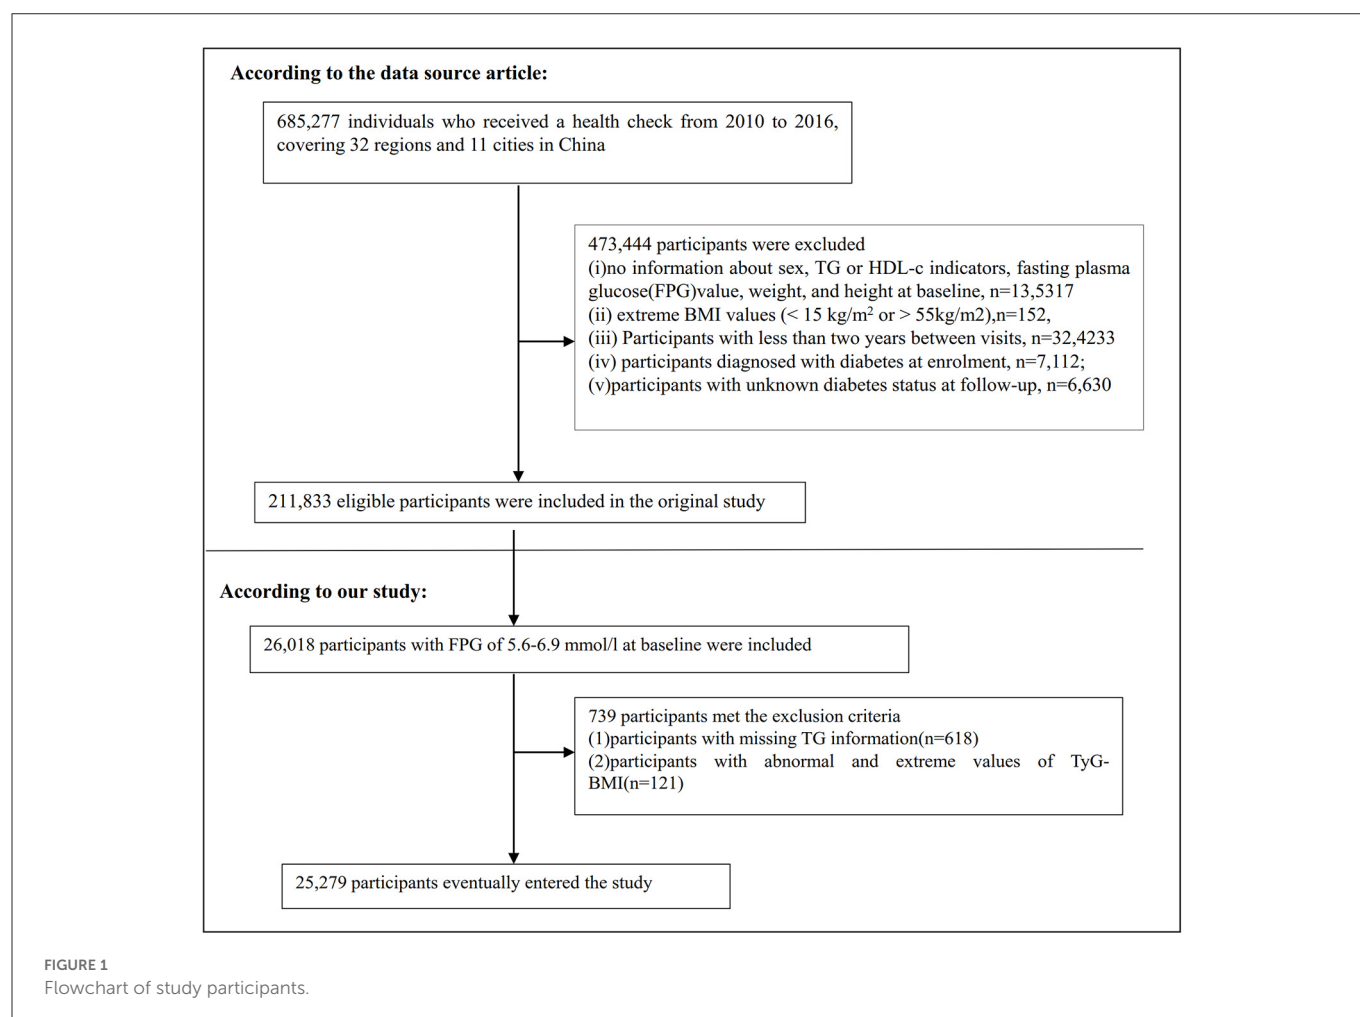 According to the data source article:
685,277 individuals who received a health check from 2010 to 2016,
covering 32 regions and 11 cities in China
473,444 participants were excluded
(i)no information about sex, TG or HDL-c indicators, fasting plasma
glucose(FPG)value, weight, and height at baseline, n=13,5317
(ii) extreme BMI values (< 15 kg/m² or > 55kg/m2),n=152,
(iii) Participants with less than two years between visits, n=32,4233
(iv) participants diagnosed with diabetes at enrolment, n=7,112;
(v)participants with unknown diabetes status at follow-up, n=6,630
211,833 eligible participants were included in the original study
According to our study:
26,018 participants with FPG of 5.6-6.9 mmol/l at baseline were included
739 participants met the exclusion criteria
(1)participants with missing TG information(n=618)
(2)participants with abnormal and extreme values of TyG-
BMI(n=121)
25,279 participants eventually entered the study
FIGURE 1
Flowchart of study participants.